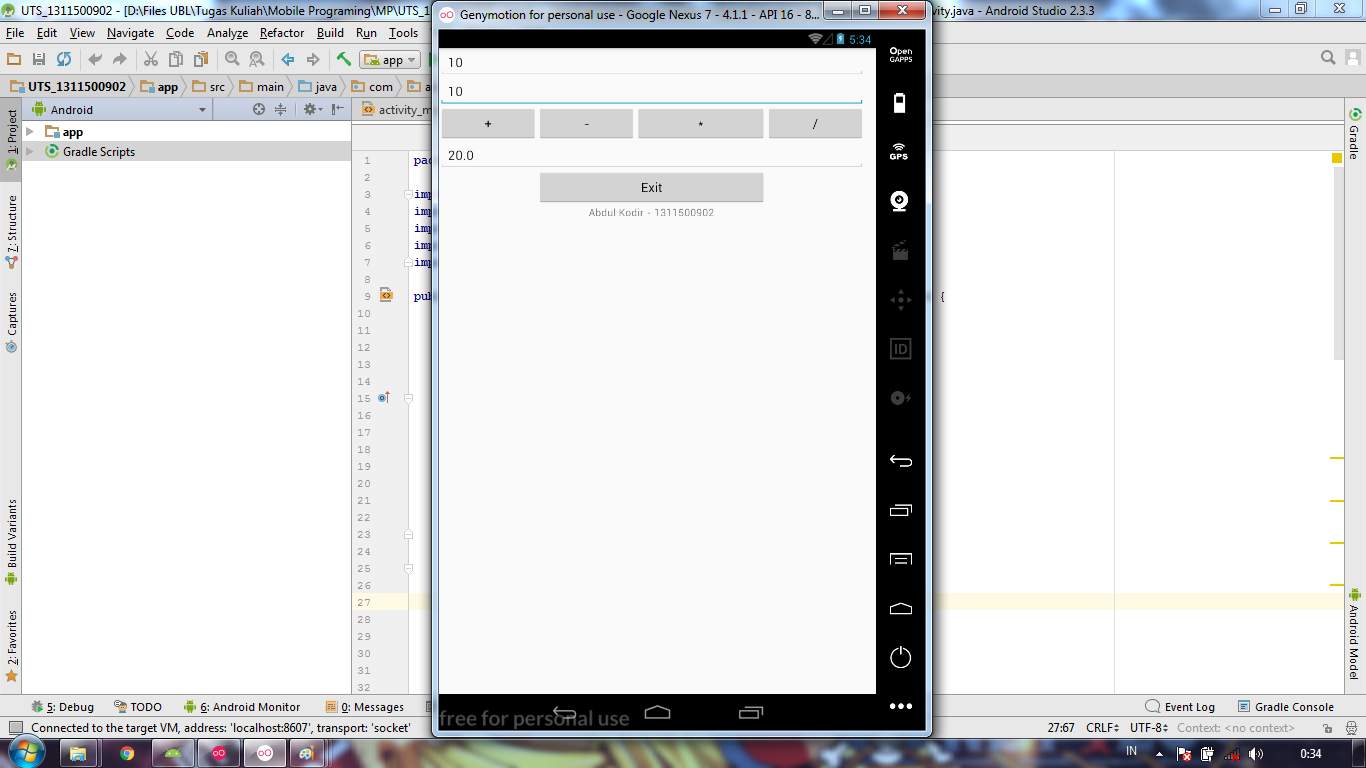 UTS_1311500902 - [D:\Files UBL\Tugas Kuliah\Mobile Programing\MP\UTS_1
Genymotion for personal use - Google Nexus 7 - 4.1.1 - API 16 - 8...
ivity.java - Android Studio 2.3.3
File Edit View Navigate Code Analyze Refactor Build Run Tools
5:34
app
Open
GAPPS
UTS_1311500902 app src main java com a
10
10
Android
activity_m
+ - * /
20.0
Exit
Abdul Kodir - 1311500902
app
Gradle Scripts
1: Project
7: Structure
Captures
Build Variants
2: Favorites
1 pac
2
3 imp
4 imp
5 imp
6 imp
7 imp
8
9 pub {
10
11
12
13
14
15
16
17
18
19
20
21
22
23
24
25
26
27
28
29
30
31
32
GPS
ID
free for personal use
Gradle
Android Model
5: Debug TODO 6: Android Monitor 0: Messages Event Log Gradle Console
Connected to the target VM, address: 'localhost:8607', transport: 'socket' 27:67 CRLF UTF-8 Context: <no context>
IN 0:34